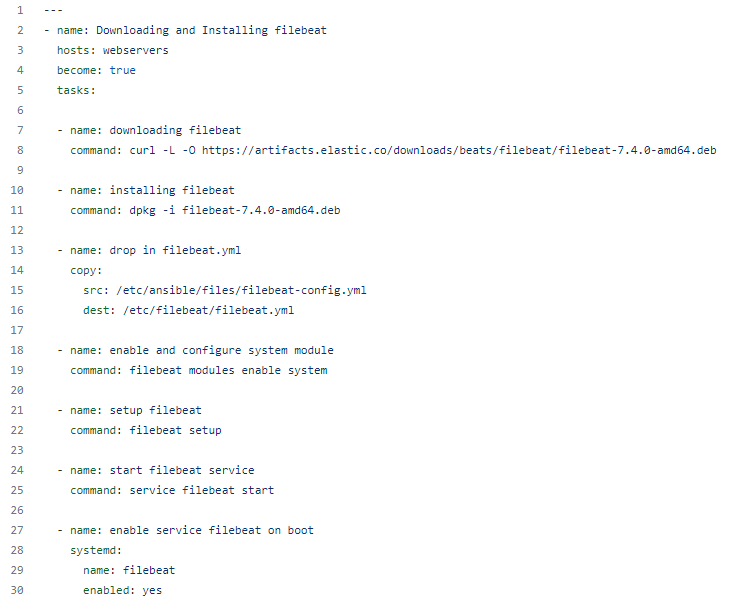 1 ---
2 - name: Downloading and Installing filebeat
3   hosts: webservers
4   become: true
5   tasks:
6
7   - name: downloading filebeat
8     command: curl -L -O https://artifacts.elastic.co/downloads/beats/filebeat/filebeat-7.4.0-amd64.deb
9
10   - name: installing filebeat
11     command: dpkg -i filebeat-7.4.0-amd64.deb
12
13   - name: drop in filebeat.yml
14     copy:
15       src: /etc/ansible/files/filebeat-config.yml
16       dest: /etc/filebeat/filebeat.yml
17
18   - name: enable and configure system module
19     command: filebeat modules enable system
20
21   - name: setup filebeat
22     command: filebeat setup
23
24   - name: start filebeat service
25     command: service filebeat start
26
27   - name: enable service filebeat on boot
28     systemd:
29       name: filebeat
30       enabled: yes